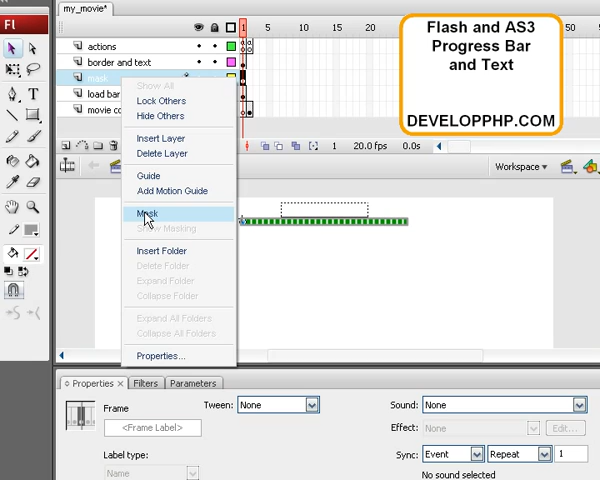 my_movie*
Fl
1 5 10 15 20
50
actions
border and text
mask
load bar
movie co
1 20.0 fps 0.0s
Flash and AS3
Progress Bar
and Text
DEVELOPPHP.COM
Show All
Lock Others
Hide Others
Insert Layer
Delete Layer
Guide
Add Motion Guide
Mask
Show Masking
Insert Folder
Delete Folder
Expand Folder
Collapse Folder
Expand All Folders
Collapse All Folders
Properties...
Workspace
Properties × Filters Parameters
Frame
<Frame Label>
Label type:
Name
Tween: None
Sound: None
Effect: None Edit...
Sync: Event Repeat 1
No sound selected